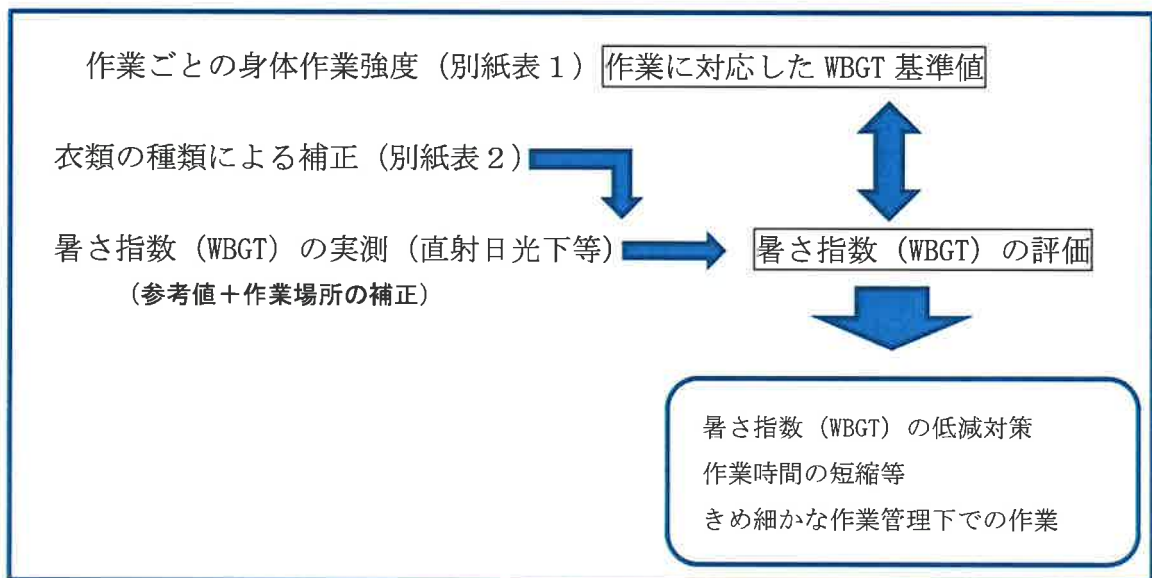 作業ごとの身体作業強度（別紙表１）作業に対応した WBGT 基準値
衣類の種類による補正（別紙表２）
暑さ指数（WBGT）の実測（直射日光下等）
暑さ指数（WBGT）の評価
（参考値＋作業場所の補正）
暑さ指数（WBGT）の低減対策
作業時間の短縮等
きめ細かな作業管理下での作業